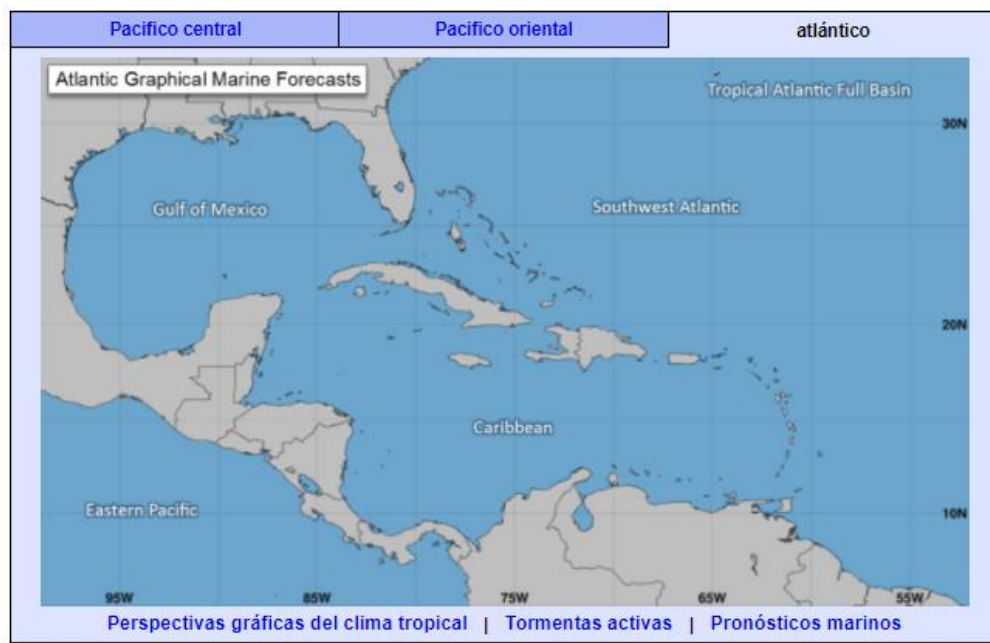 Pacifico central
Pacifico oriental
atlántico
Atlantic Graphical Marine Forecasts
Tropical Atlantic Full Basin
30N
Gulf of Mexico
Southwest Atlantic
20N
Caribbean
Eastern Pacific
10N
95W 85W 75W 65W 55W
Perspectivas gráficas del clima tropical | Tormentas activas | Pronósticos marinos